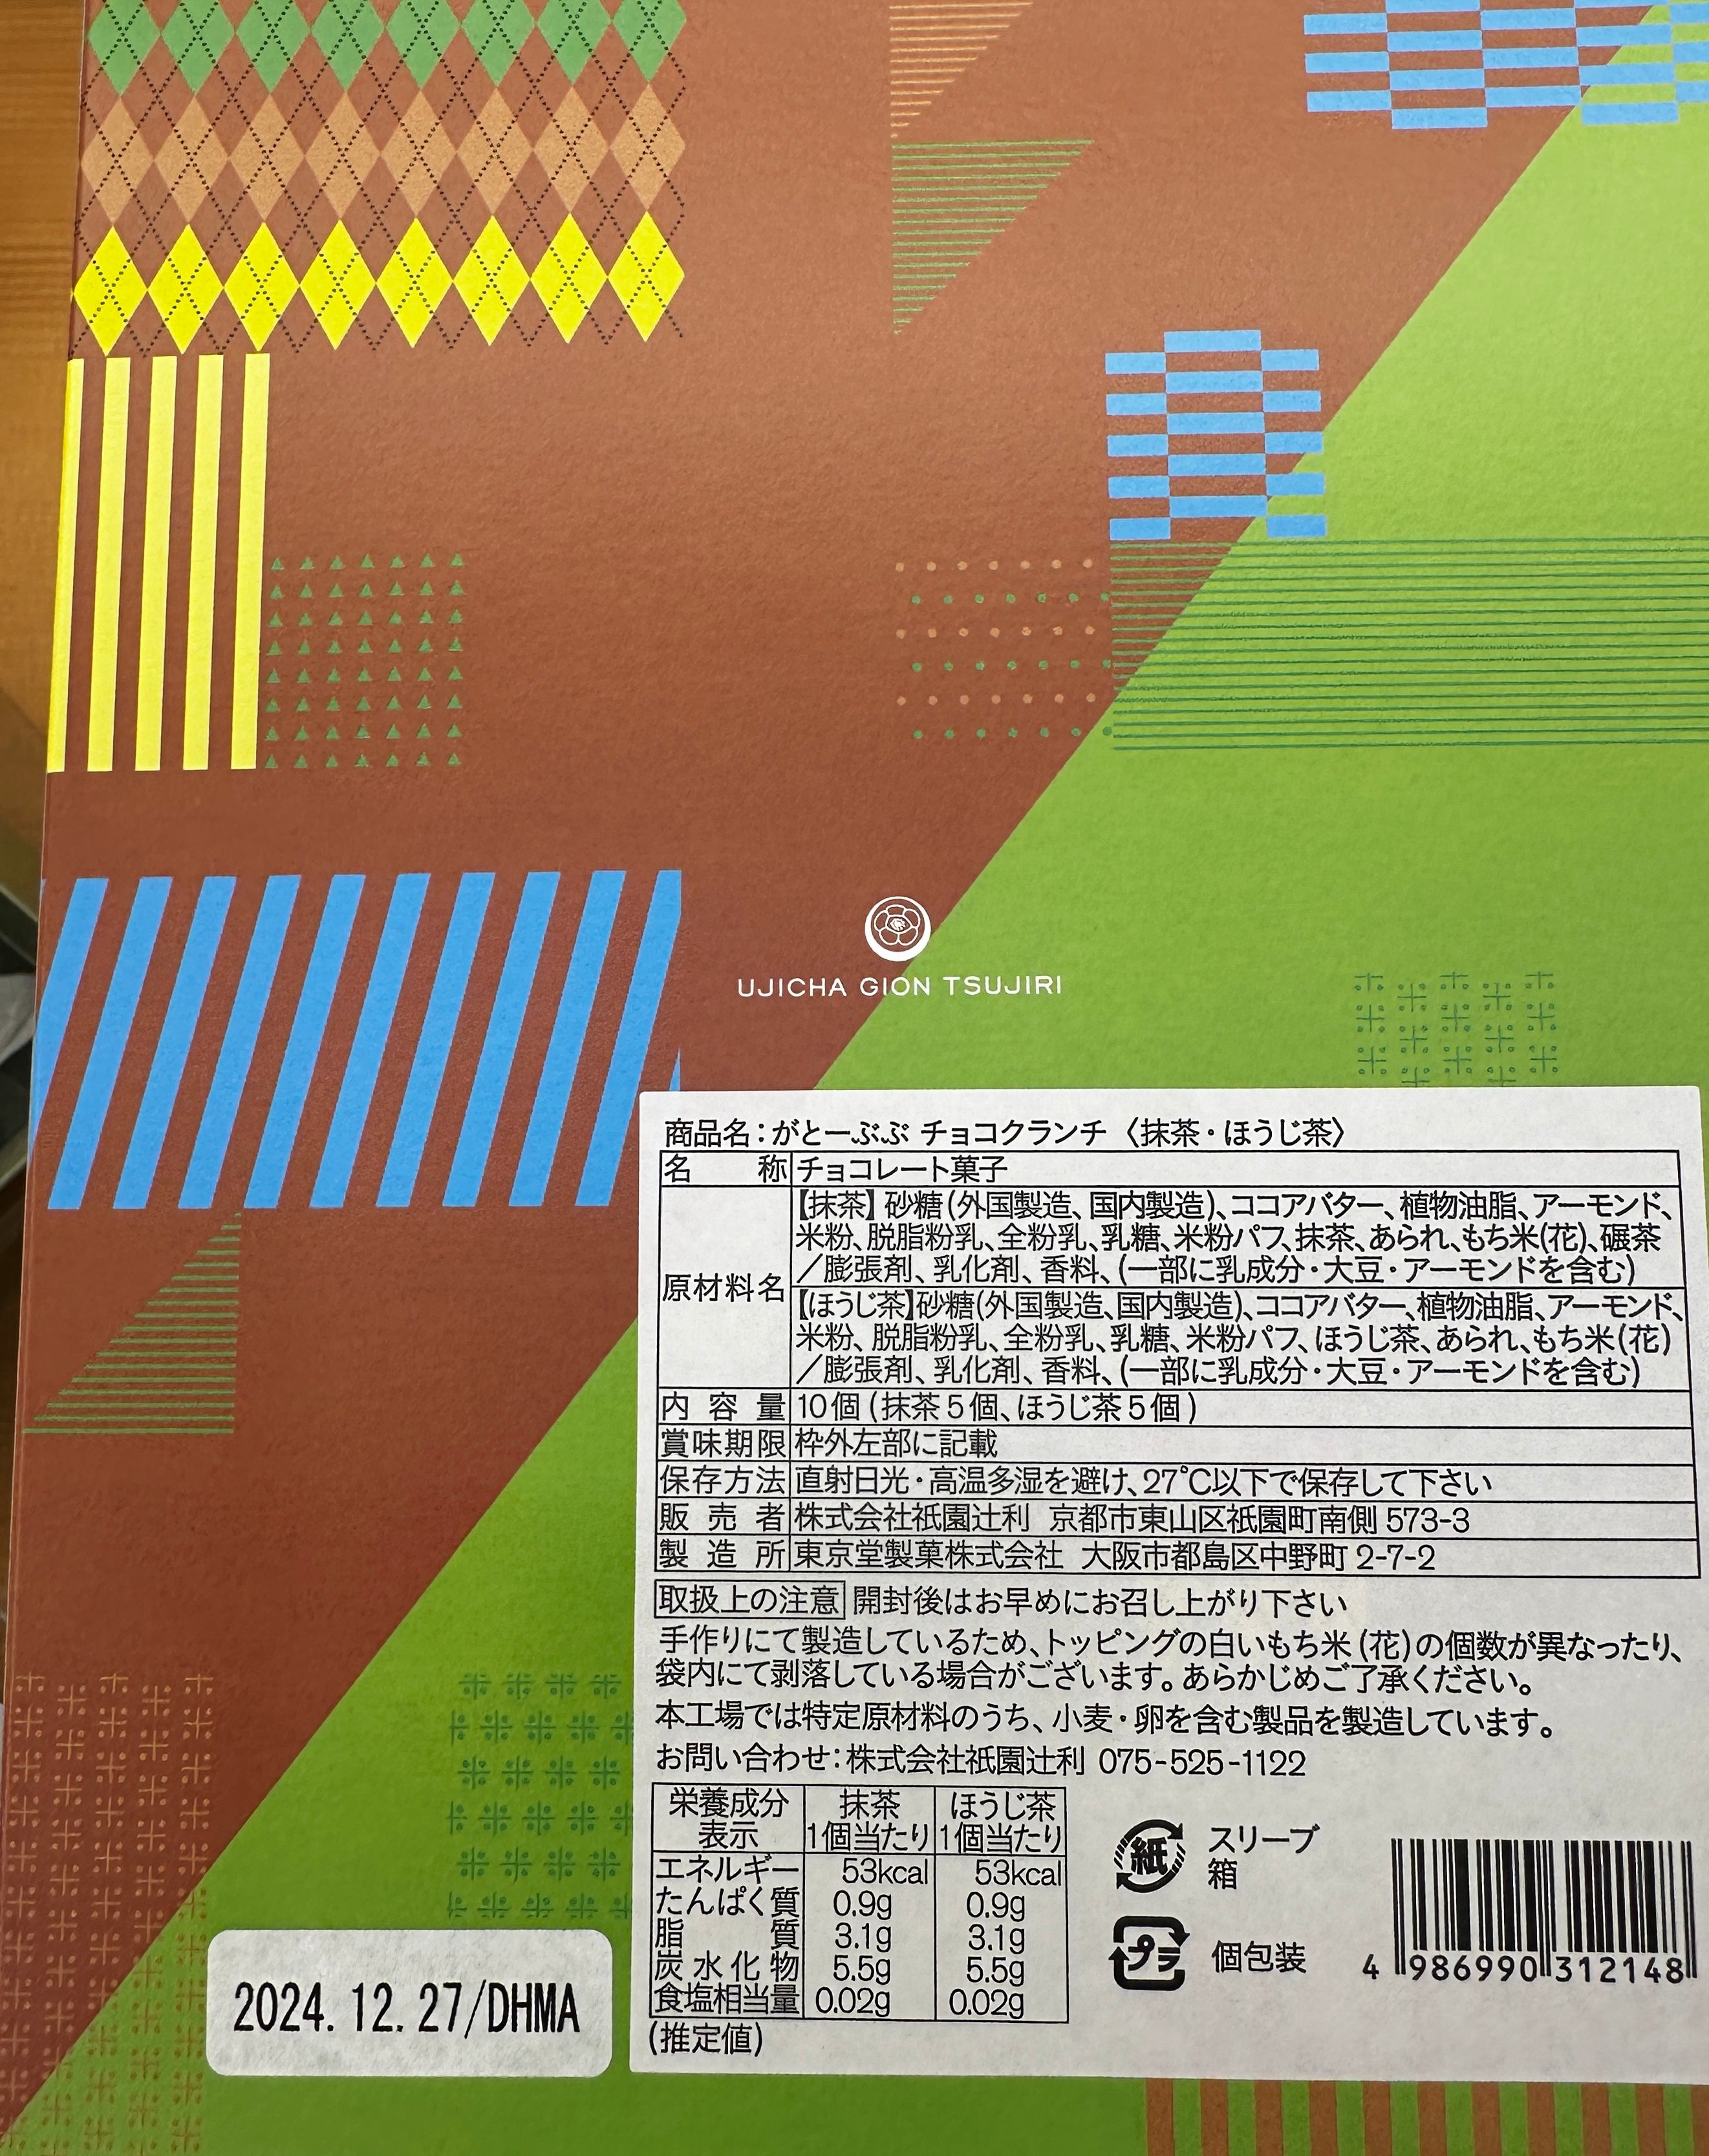 UJICHA GION TSUJIRI
商品名：がとーぶぶ チョコクランチ〈抹茶・ほうじ茶〉
名称 チョコレート菓子
原材料名
【抹茶】砂糖(外国製造、国内製造)、ココアバター、植物油脂、アーモンド、
米粉、脱脂粉乳、全粉乳、乳糖、米粉パフ、抹茶、あられ、もち米(花)、碾茶
／膨張剤、乳化剤、香料、(一部に乳成分・大豆・アーモンドを含む)
【ほうじ茶】砂糖(外国製造、国内製造)、ココアバター、植物油脂、アーモンド、
米粉、脱脂粉乳、全粉乳、乳糖、米粉パフ、ほうじ茶、あられ、もち米(花)
／膨張剤、乳化剤、香料、(一部に乳成分・大豆・アーモンドを含む)
内容量 10個(抹茶5個、ほうじ茶5個)
賞味期限 枠外左部に記載
保存方法 直射日光・高温多湿を避け、27℃以下で保存して下さい
販売者 株式会社祇園辻利 京都市東山区祇園町南側573-3
製造所 東京堂製菓株式会社 大阪市都島区中野町2-7-2
取扱上の注意 開封後はお早めにお召し上がり下さい
手作りにて製造しているため、トッピングの白いもち米(花)の個数が異なったり、
袋内にて剥落している場合がございます。あらかじめご了承ください。
本工場では特定原材料のうち、小麦・卵を含む製品を製造しています。
お問い合わせ：株式会社祇園辻利 075-525-1122
栄養成分 抹茶 ほうじ茶
表示 1個当たり 1個当たり
エネルギー 53kcal 53kcal
たんぱく質 0.9g 0.9g
脂質 3.1g 3.1g
炭水化物 5.5g 5.5g
食塩相当量 0.02g 0.02g
(推定値)
紙 スリーブ
箱
プラ 個包装
4 986990 312148
2024.12.27/DHMA